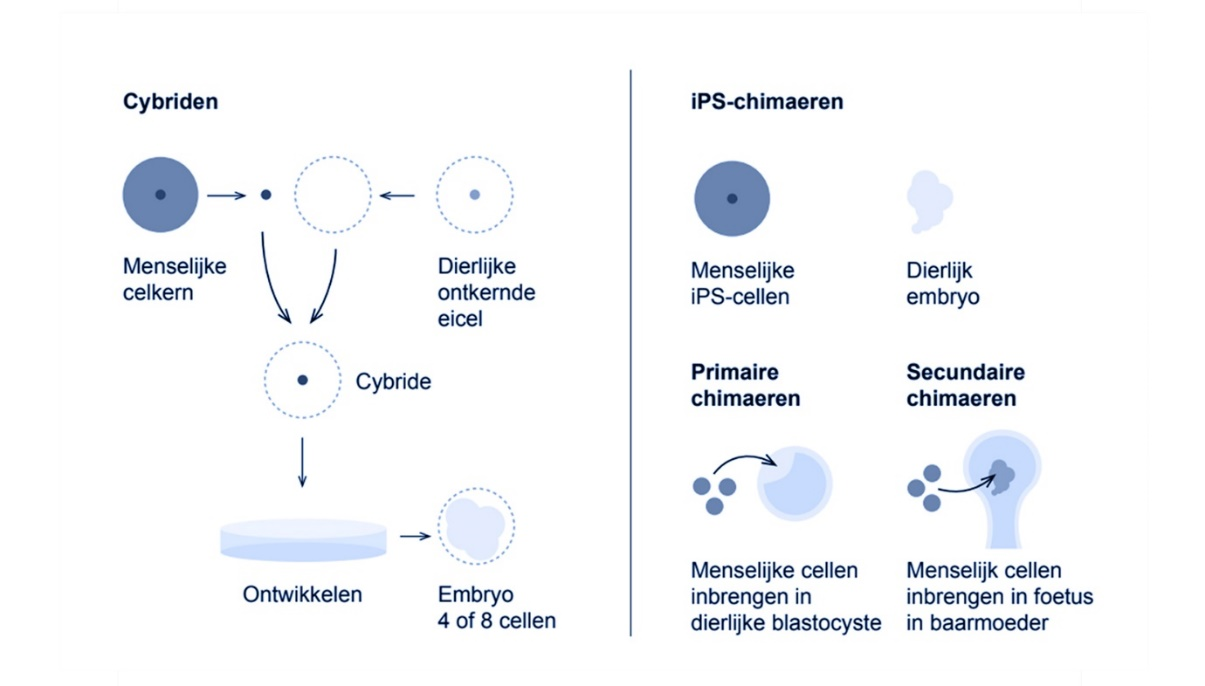 Cybriden
Menselijke
celkern
Dierlijke
ontkernde
eicel
Cybride
Ontwikkelen
Embryo
4 of 8 cellen
iPS-chimaeren
Menselijke
iPS-cellen
Dierlijk
embryo
Primaire
chimaeren
Menselijke cellen
inbrengen in
dierlijke blastocyste
Secundaire
chimaeren
Menselijk cellen
inbrengen in foetus
in baarmoeder